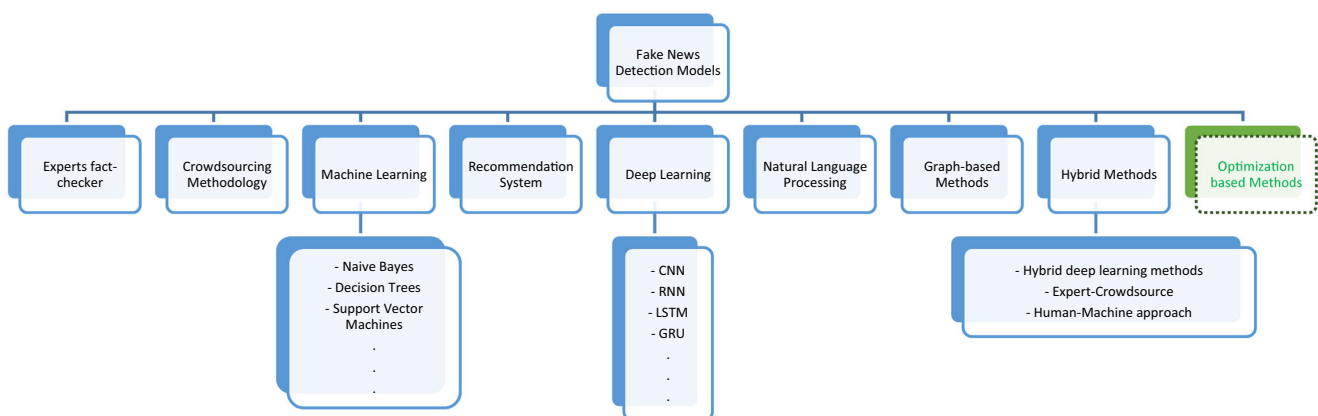 Fake News
Detection Models
Experts fact-
checker
Crowdsourcing
Methodology
Machine Learning
Recommendation
System
Deep Learning
Natural Language
Processing
Graph-based
Methods
Hybrid Methods
Optimization
based Methods
- Naive Bayes
- Decision Trees
- Support Vector
Machines
.
.
.
- CNN
- RNN
- LSTM
- GRU
.
.
.
- Hybrid deep learning methods
- Expert-Crowdsource
- Human-Machine approach